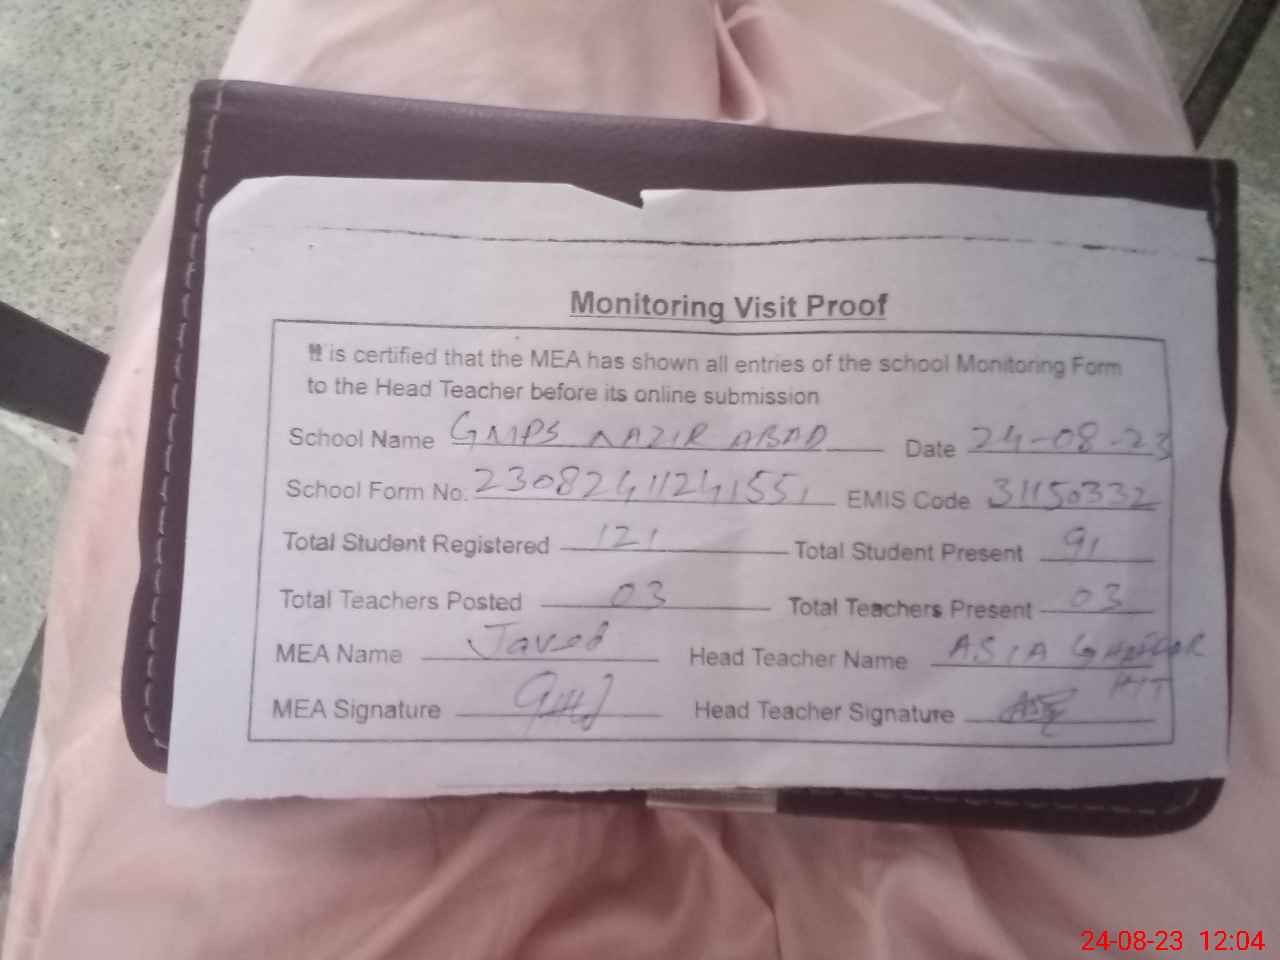 Monitoring Visit Proof
It is certified that the MEA has shown all entries of the school Monitoring Form
to the Head Teacher before its online submission
School Name GMPS NAZIR ABAD Date 24-08-23
School Form No. 23082411241551 EMIS Code 31150332
Total Student Registered 121 Total Student Present 91
Total Teachers Posted 03 Total Teachers Present 03
MEA Name Javed Head Teacher Name ASIA
MEA Signature Head Teacher Signature
24-08-23 12:04